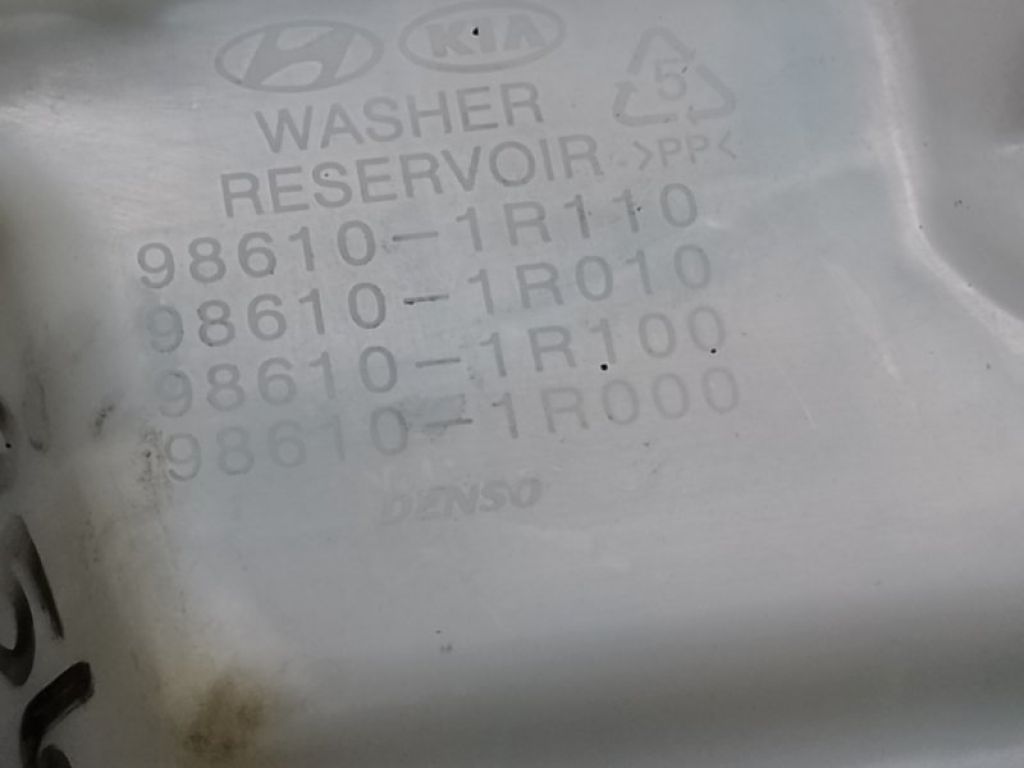 KIA
WASHER
RESERVOIR
5
>PP<
98610-1R110
98610-1R010
98610-1R100
98610-1R000
DENSO